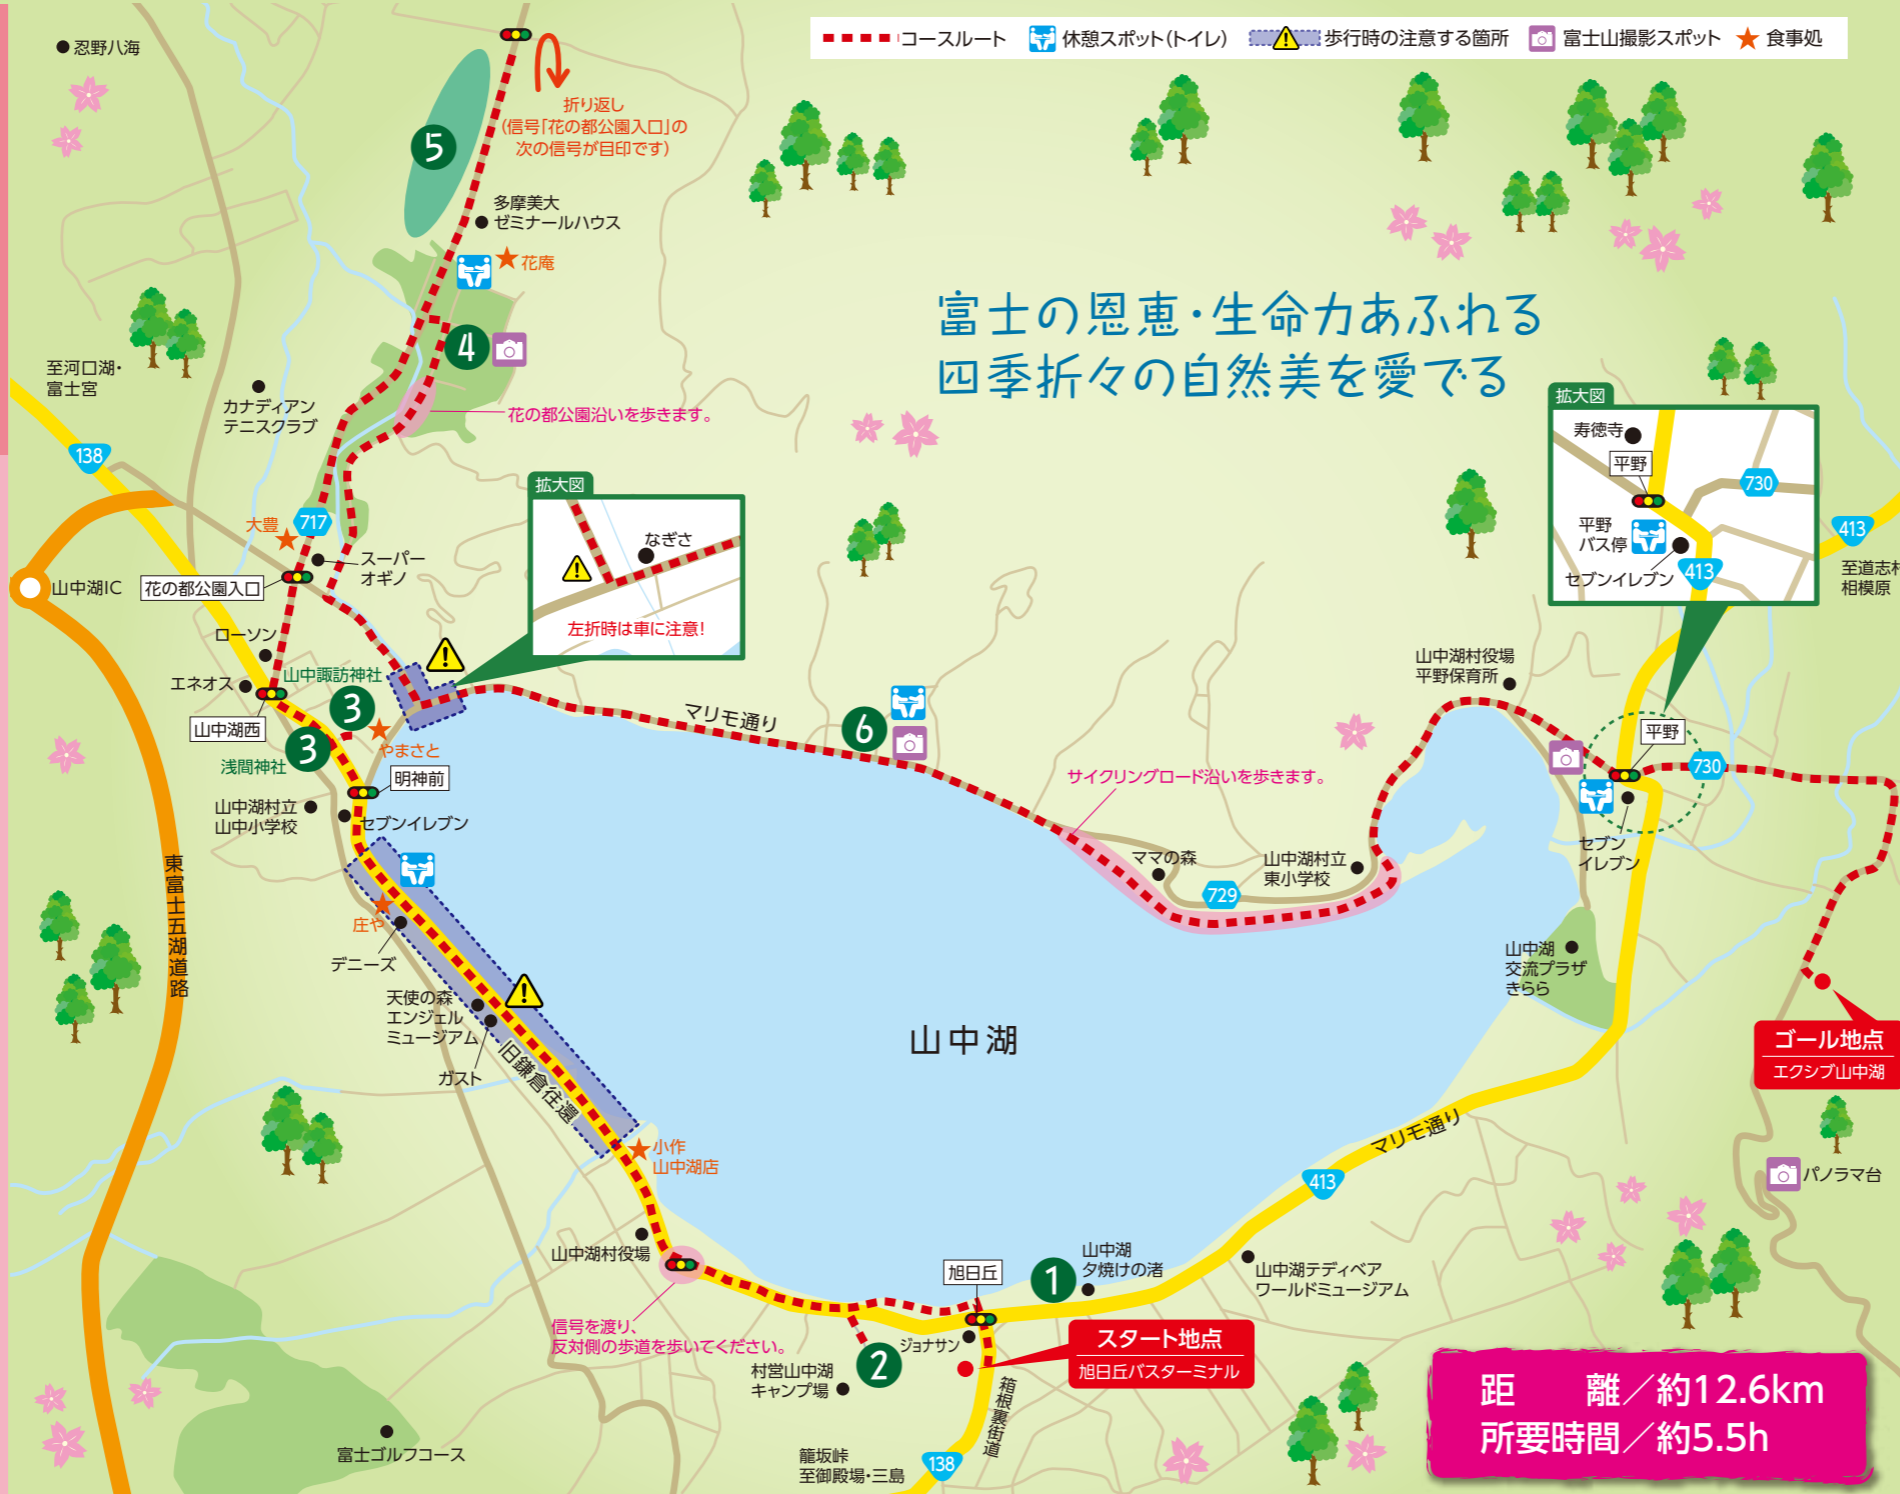 コースルート
休憩スポット(トイレ)
歩行時の注意する箇所
富士山撮影スポット
食事処
忍野八海
折り返し
(信号「花の都公園入口」の
次の信号が目印です)
5
多摩美大
ゼミナールハウス
花庵
富士の恩恵・生命力あふれる
四季折々の自然美を愛でる
4
至河口湖・
富士宮
カナディアン
テニスクラブ
花の都公園沿いを歩きます。
138
拡大図
寿徳寺
平野
730
平野
バス停
セブンイレブン
413
413
至道志村
相模原
拡大図
なぎさ
左折時は車に注意!
大豊
717
スーパー
オギノ
山中湖IC
花の都公園入口
ローソン
エネオス
山中諏訪神社
3
山中湖西
3
やまさと
浅間神社
明神前
山中湖村立
山中小学校
セブンイレブン
マリモ通り
6
サイクリングロード沿いを歩きます。
山中湖村役場
平野保育所
平野
730
セブン
イレブン
ママの森
山中湖村立
東小学校
729
東富士五湖道路
庄や
デニーズ
天使の森
エンジェル
ミュージアム
ガスト
旧鎌倉往還
山中湖
山中湖
交流プラザ
きらら
ゴール地点
エクシブ山中湖
小作
山中湖店
マリモ通り
413
パノラマ台
山中湖村役場
旭日丘
1
山中湖
夕焼けの渚
山中湖テディベア
ワールドミュージアム
信号を渡り、
反対側の歩道を歩いてください。
ジョナサン
スタート地点
旭日丘バスターミナル
村営山中湖
キャンプ場
2
箱根裏街道
富士ゴルフコース
籠坂峠
至御殿場・三島
138
距　離／約12.6km
所要時間／約5.5h